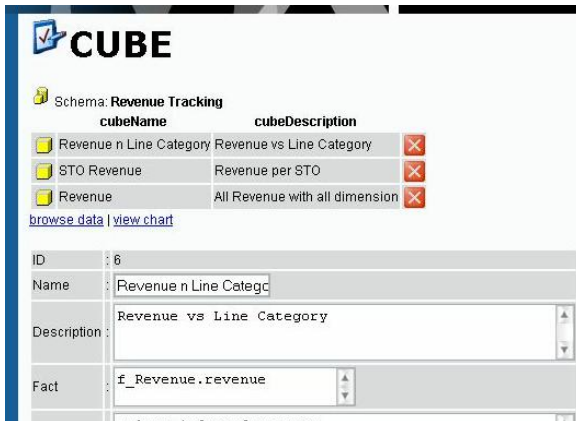 CUBE
Schema: Revenue Tracking
cubeName cubeDescription
Revenue n Line Category Revenue vs Line Category
STO Revenue Revenue per STO
Revenue All Revenue with all dimension
browse data | view chart
ID : 6
Name : Revenue n Line Catego
Description : Revenue vs Line Category
Fact : f_Revenue.revenue